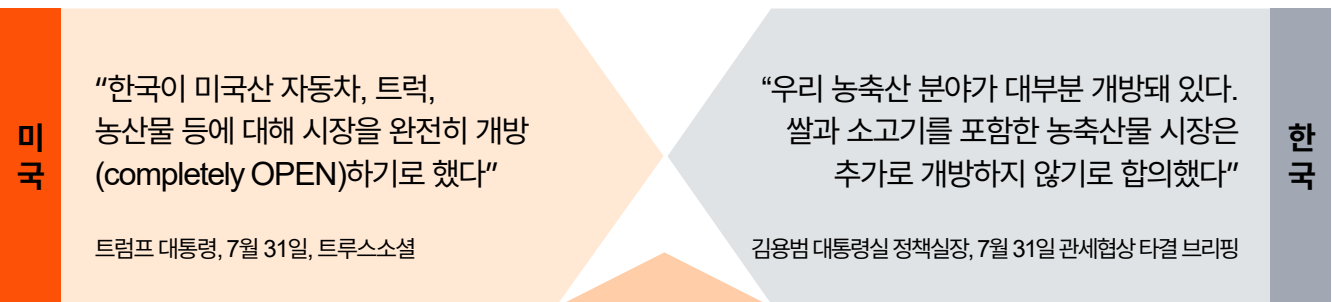 미국
"한국이 미국산 자동차, 트럭,
농산물 등에 대해 시장을 완전히 개방
(completely OPEN)하기로 했다"
트럼프 대통령, 7월 31일, 트루스소셜
"우리 농축산 분야가 대부분 개방돼 있다.
쌀과 소고기를 포함한 농축산물 시장은
추가로 개방하지 않기로 합의했다"
김용범 대통령실 정책실장, 7월 31일 관세협상 타결 브리핑
한국